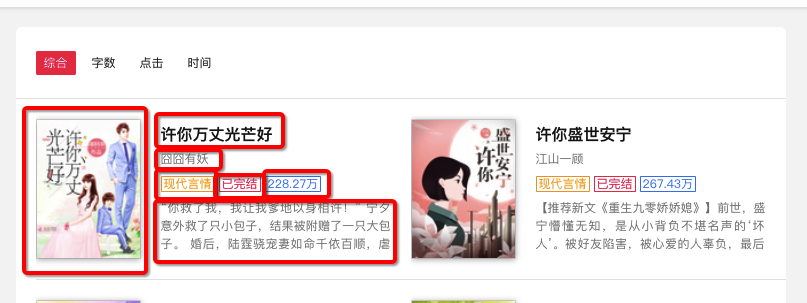 综合 字数 点击 时间
许你万丈光芒好
许你万丈
光芒好
囧囧有妖
现代言情 已完结 228.27万
“你救了我，我让我爹地以身相许！” 宁夕
意外救了只小包子，结果被附赠了一只大包
子。 婚后，陆霆骁宠妻如命千依百顺，虐
盛世安宁
许你
许你盛世安宁
江山一顾
现代言情 已完结 267.43万
【推荐新文《重生九零娇娇媳》】前世，盛
宁懵懂无知，是从小背负不堪名声的‘坏
人’。被好友陷害，被心爱的人辜负，最后